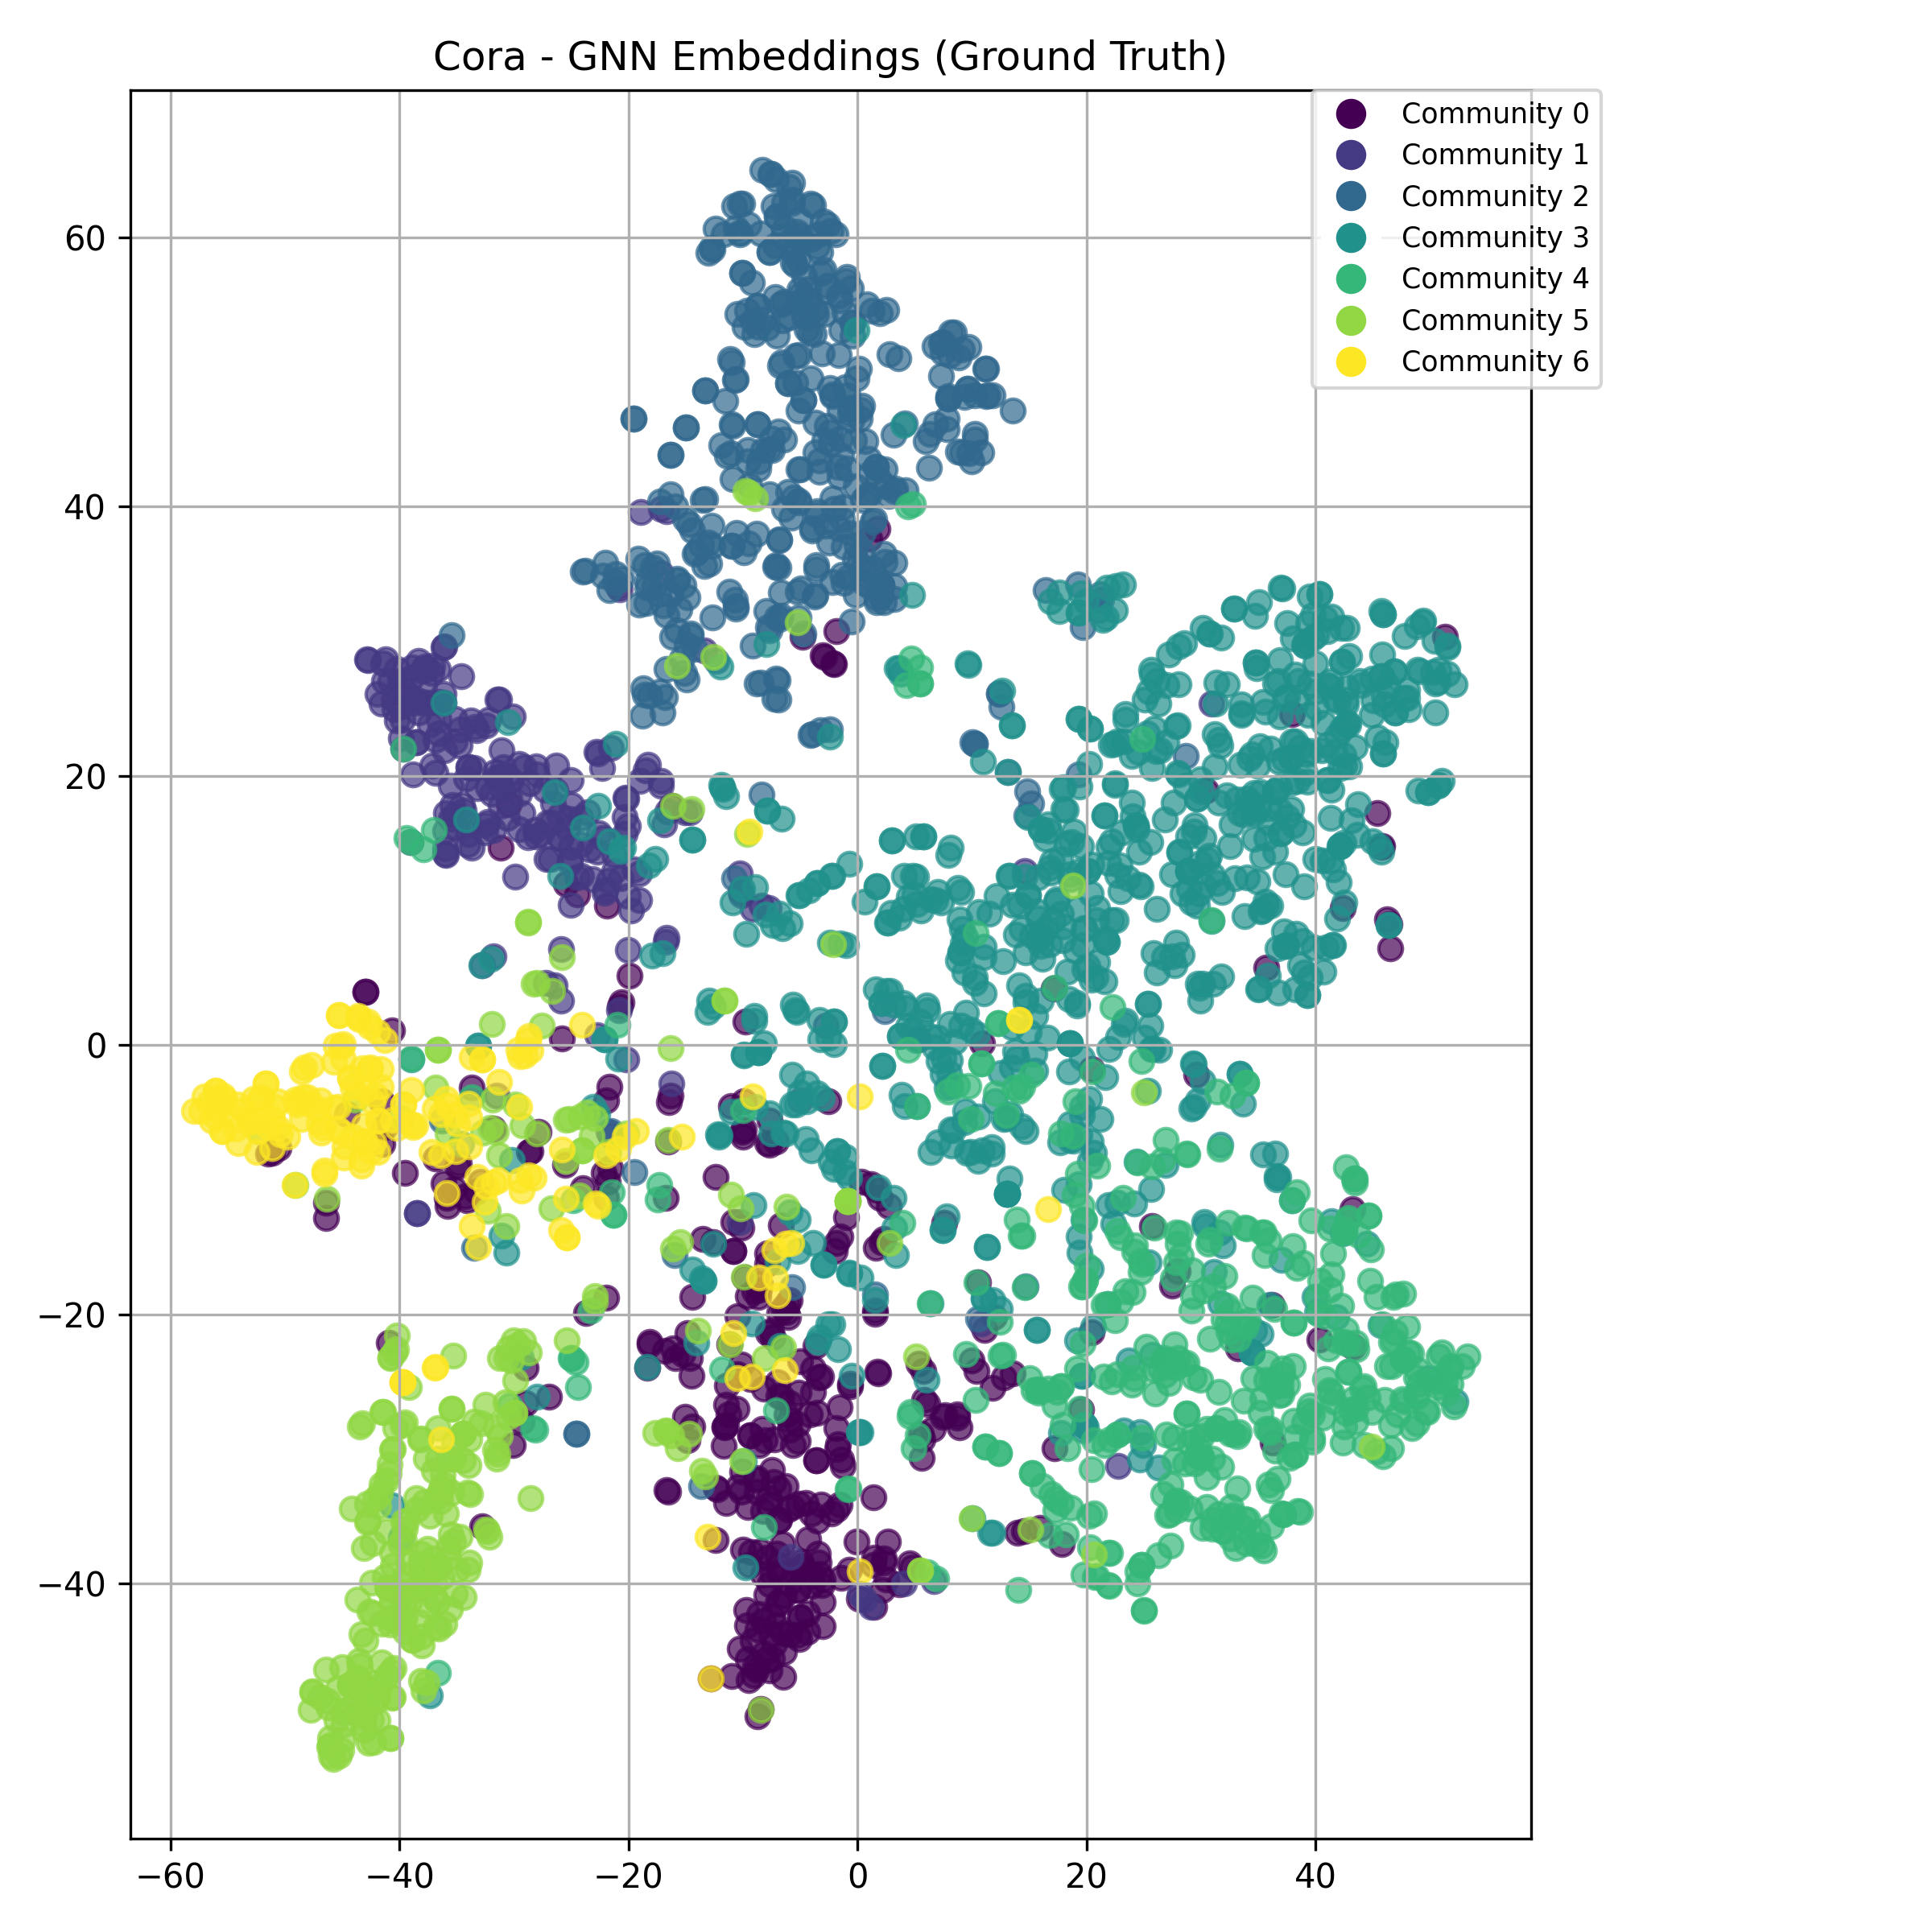 Cora - GNN Embeddings (Ground Truth)
Community 0
Community 1
Community 2
Community 3
Community 4
Community 5
Community 6
60
40
20
0
−20
−40
−60 −40 −20 0 20 40